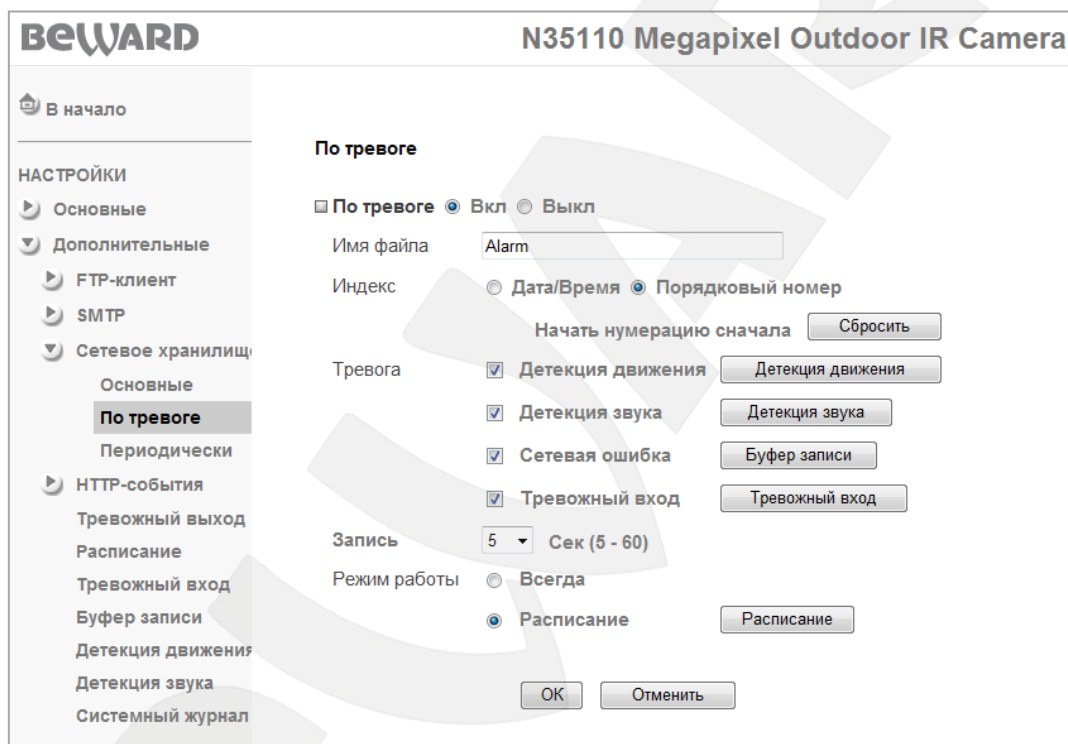 BEWARD
N35110 Megapixel Outdoor IR Camera
В начало
НАСТРОЙКИ
Основные
Дополнительные
FTP-клиент
SMTP
Сетевое хранилищ
Основные
По тревоге
Периодически
HTTP-события
Тревожный выход
Расписание
Тревожный вход
Буфер записи
Детекция движения
Детекция звука
Системный журнал
По тревоге
По тревоге Вкл Выкл
Имя файла Alarm
Индекс Дата/Время Порядковый номер
Начать нумерацию сначала Сбросить
Тревога Детекция движения Детекция движения
Детекция звука Детекция звука
Сетевая ошибка Буфер записи
Тревожный вход Тревожный вход
Запись 5 Сек (5 - 60)
Режим работы Всегда
Расписание Расписание
ОК Отменить